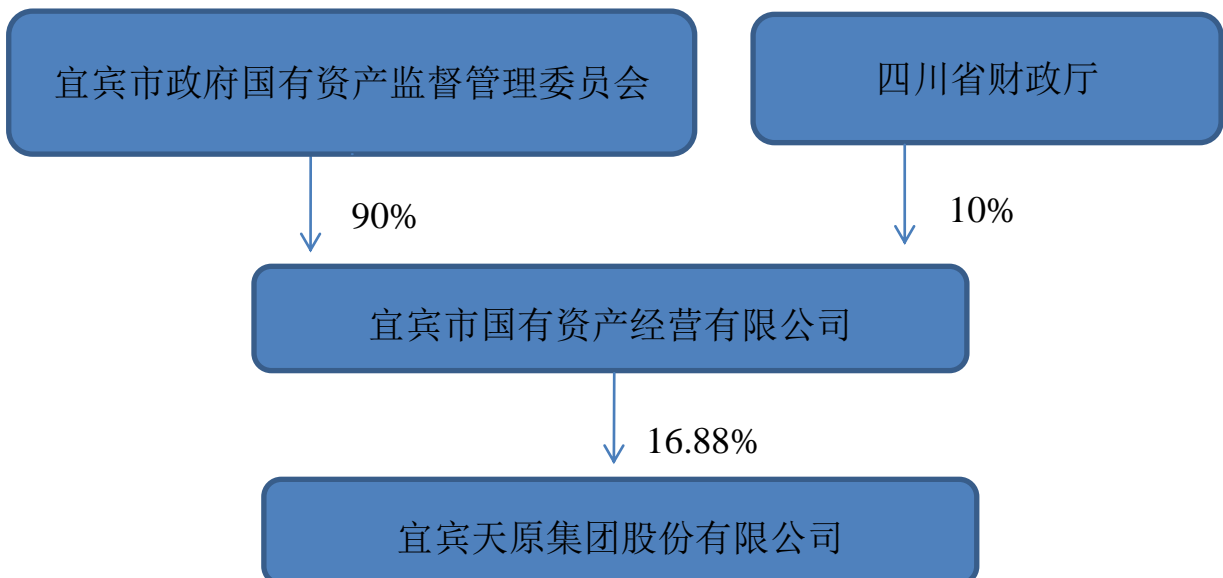 宜宾市政府国有资产监督管理委员会
四川省财政厅
90%
10%
宜宾市国有资产经营有限公司
16.88%
宜宾天原集团股份有限公司